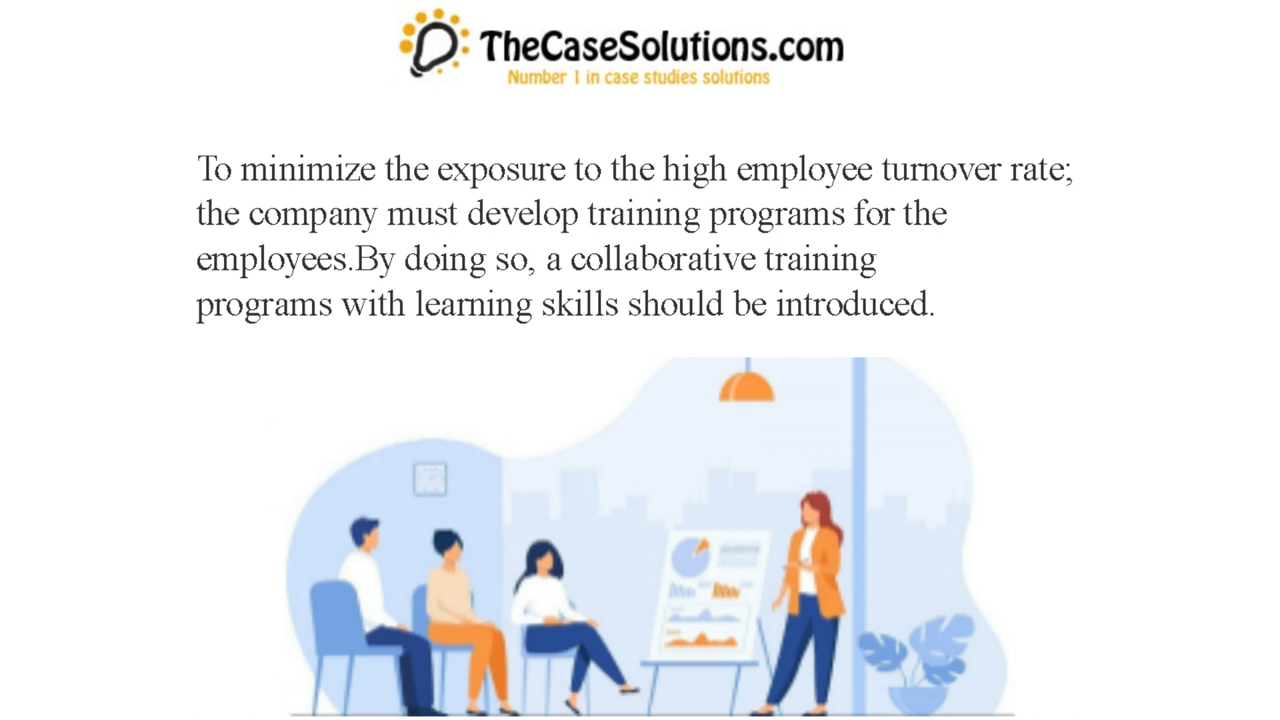 TheCaseSolutions.com
Number 1 in case studies solutions
To minimize the exposure to the high employee turnover rate;
the company must develop training programs for the
employees.By doing so, a collaborative training
programs with learning skills should be introduced.